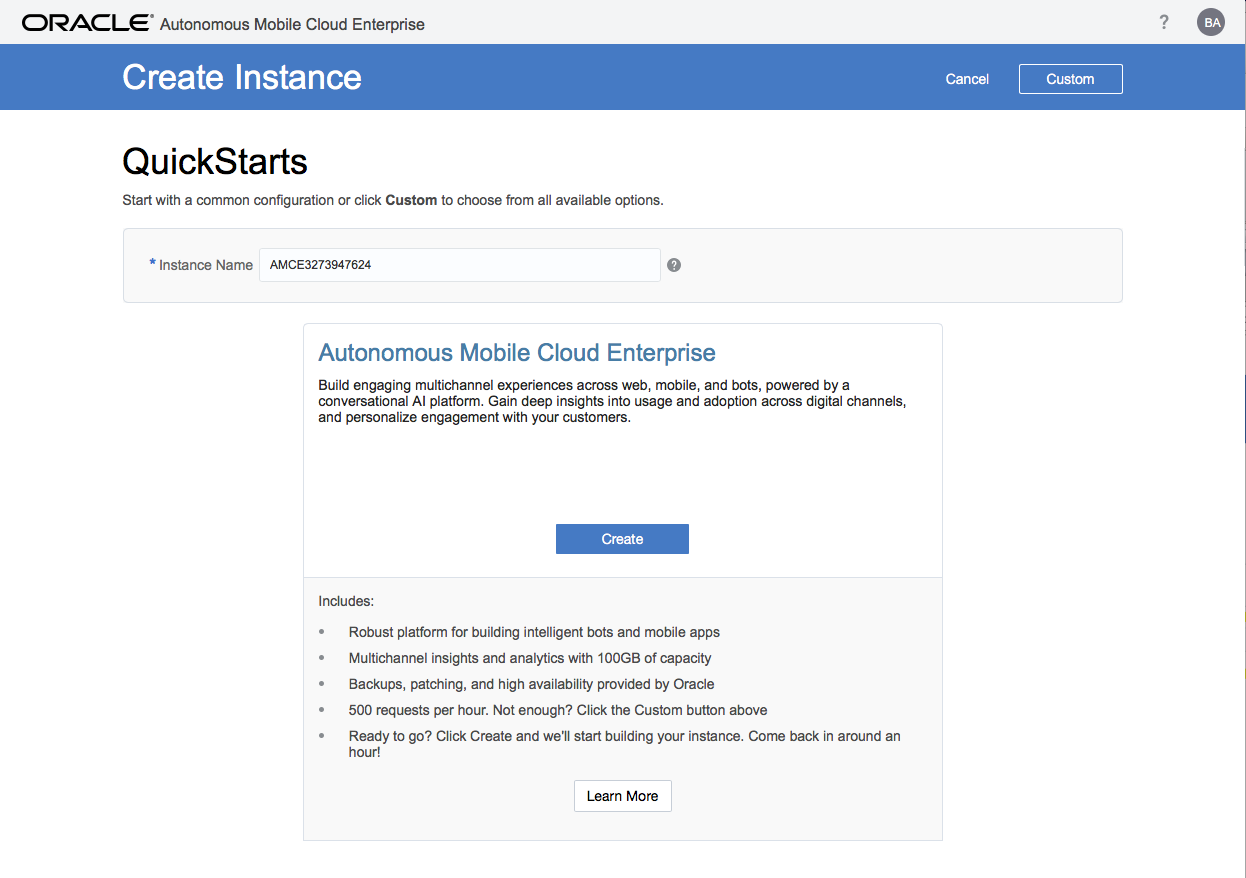 ORACLE® Autonomous Mobile Cloud Enterprise ? BA
Create Instance Cancel Custom
QuickStarts
Start with a common configuration or click Custom to choose from all available options.
* Instance Name AMCE3273947624 ?
Autonomous Mobile Cloud Enterprise
Build engaging multichannel experiences across web, mobile, and bots, powered by a
conversational AI platform. Gain deep insights into usage and adoption across digital channels,
and personalize engagement with your customers.
Create
Includes:
• Robust platform for building intelligent bots and mobile apps
• Multichannel insights and analytics with 100GB of capacity
• Backups, patching, and high availability provided by Oracle
• 500 requests per hour. Not enough? Click the Custom button above
• Ready to go? Click Create and we'll start building your instance. Come back in around an
hour!
Learn More